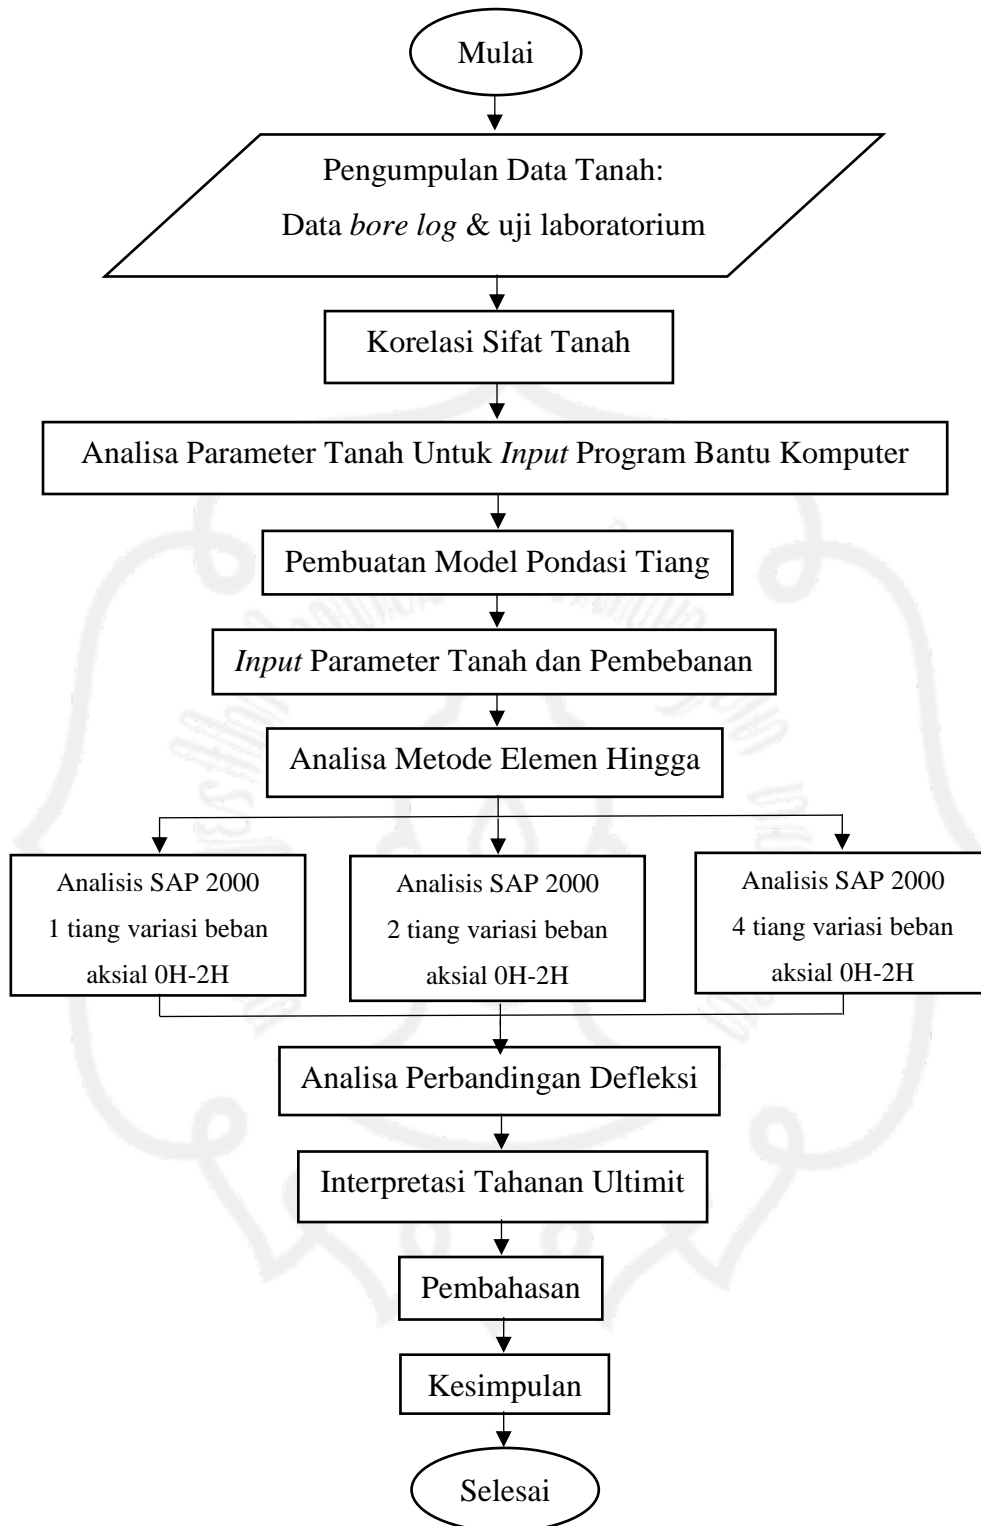 Mulai
Pengumpulan Data Tanah:
Data bore log & uji laboratorium
Korelasi Sifat Tanah
Analisa Parameter Tanah Untuk Input Program Bantu Komputer
Pembuatan Model Pondasi Tiang
Input Parameter Tanah dan Pembebanan
Analisa Metode Elemen Hingga
Analisis SAP 2000
1 tiang variasi beban
aksial 0H-2H
Analisis SAP 2000
2 tiang variasi beban
aksial 0H-2H
Analisis SAP 2000
4 tiang variasi beban
aksial 0H-2H
Analisa Perbandingan Defleksi
Interpretasi Tahanan Ultimit
Pembahasan
Kesimpulan
Selesai